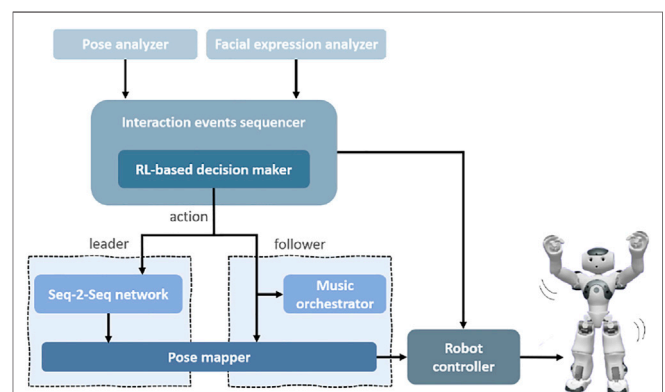 Pose analyzer
Facial expression analyzer
Interaction events sequencer
RL-based decision maker
action
leader
follower
Seq-2-Seq network
Music
orchestrator
Pose mapper
Robot
controller